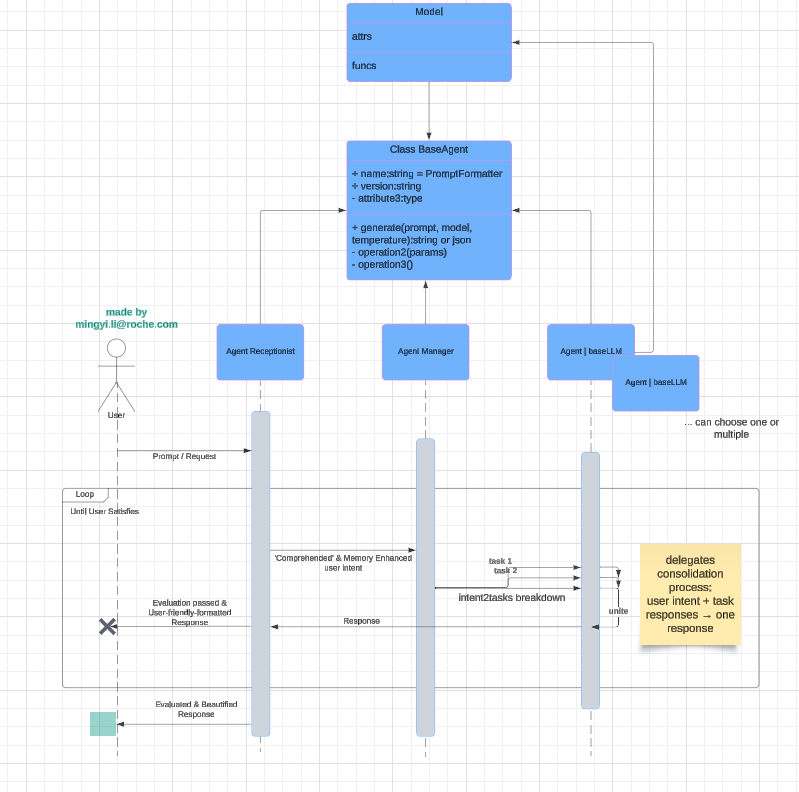 Model
attrs
funcs
Class BaseAgent
+ name:string = PromptFormatter
+ version:string
- attribute3:type
+ generate(prompt, model,
temperature):string or json
- operation2(params)
- operation3()
made by
mingyi.li@roche.com
User
Agent Receptionist
Agent Manager
Agent | baseLLM
Agent | baseLLM
... can choose one or
multiple
Prompt / Request
Loop
Until User Satisfies
'Comprehended' & Memory Enhanced
user intent
task 1
task 2
intent2tasks breakdown
unite
delegates
consolidation
process;
user intent + task
responses → one
response
Evaluation passed &
User-friendly-formatted
Response
Response
Evaluated & Beautified
Response